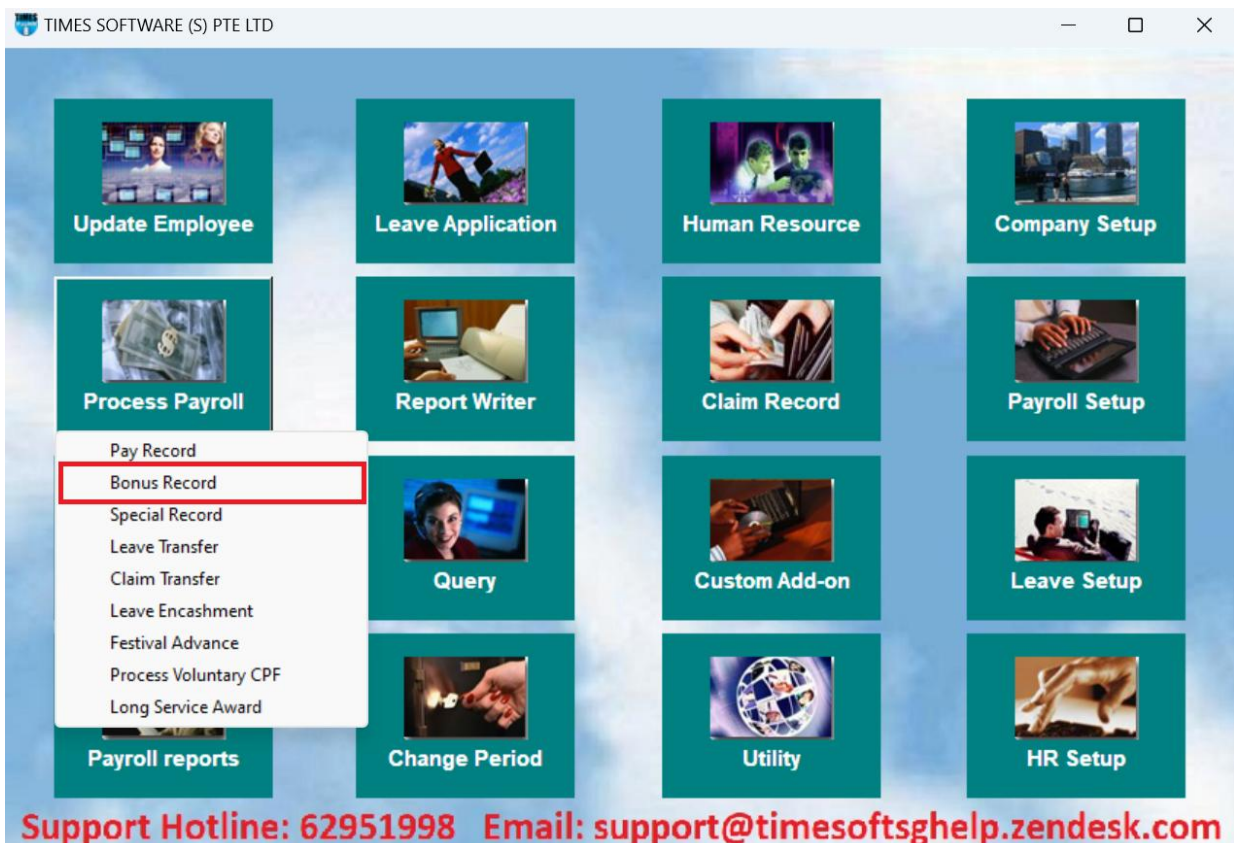 TIMES SOFTWARE (S) PTE LTD
Update Employee
Leave Application
Human Resource
Company Setup
Process Payroll
Report Writer
Claim Record
Payroll Setup
Pay Record
Bonus Record
Special Record
Leave Transfer
Claim Transfer
Leave Encashment
Festival Advance
Process Voluntary CPF
Long Service Award
Query
Custom Add-on
Leave Setup
Payroll reports
Change Period
Utility
HR Setup
Support Hotline: 62951998 Email: support@timesoftsghelp.zendesk.com